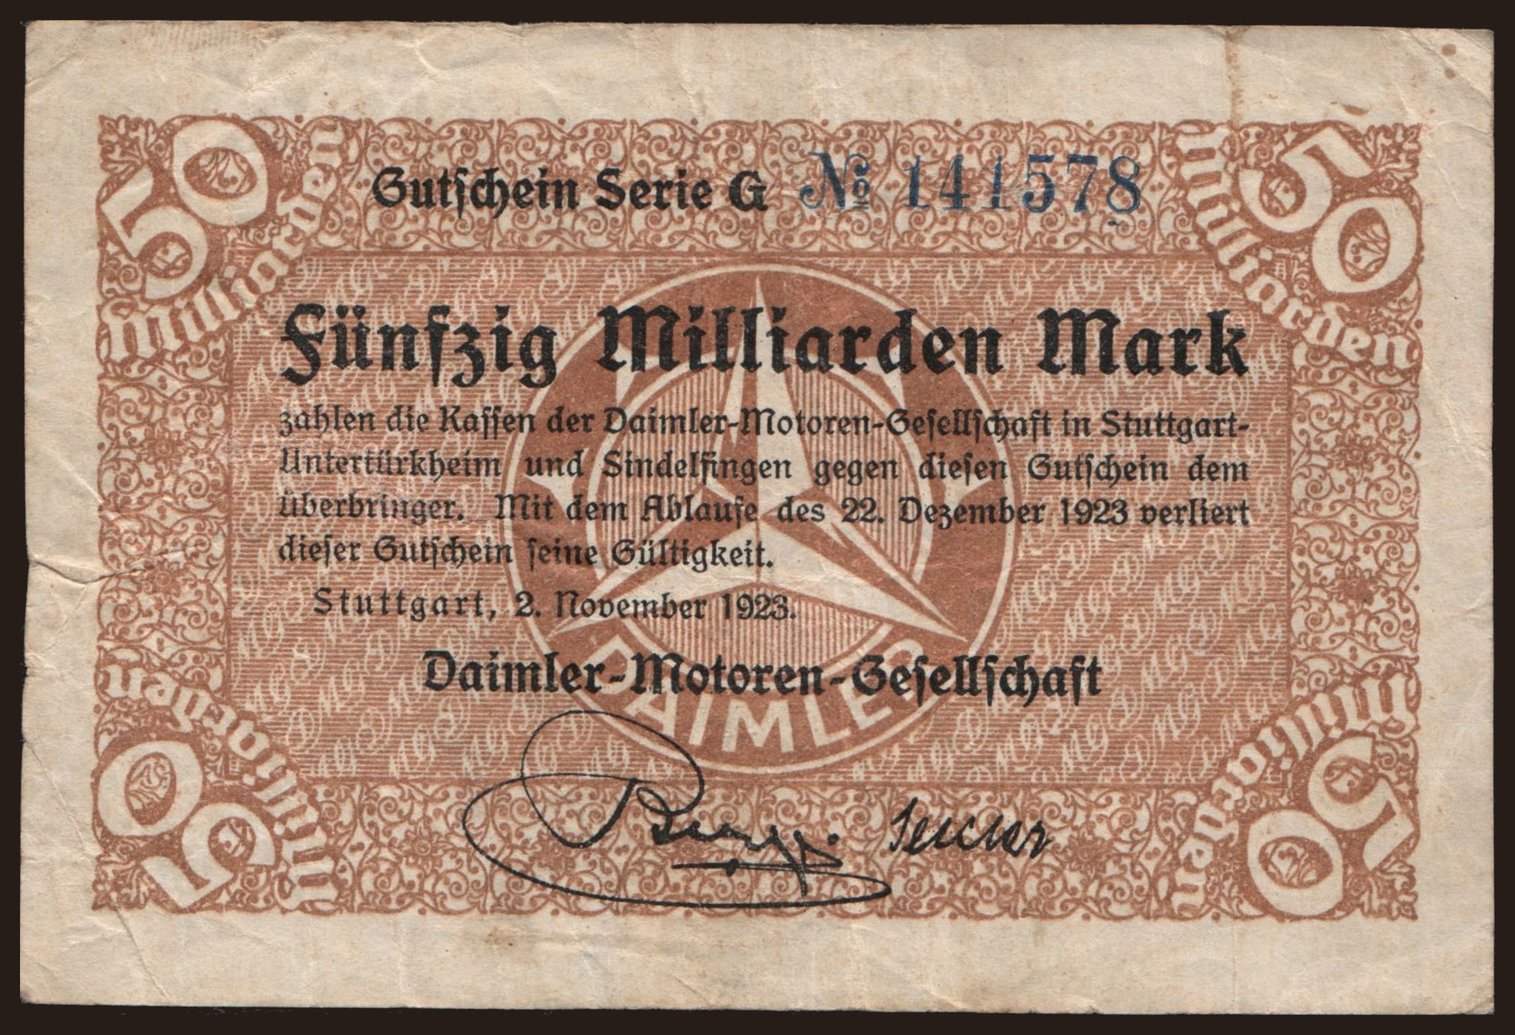 50 Milliarden
Gutschein Serie G № 141578
50 Milliarden
Fünfzig Milliarden Mark
zahlen die Kassen der Daimler-Motoren-Gesellschaft in Stuttgart-
Untertürkheim und Sindelfingen gegen diesen Gutschein dem
Überbringer. Mit dem Ablaufe des 22. Dezember 1923 verliert
dieser Gutschein seine Gültigkeit.
Stuttgart, 2. November 1923.
Daimler-Motoren-Gesellschaft
DAIMLER
50 Milliarden
50 Milliarden